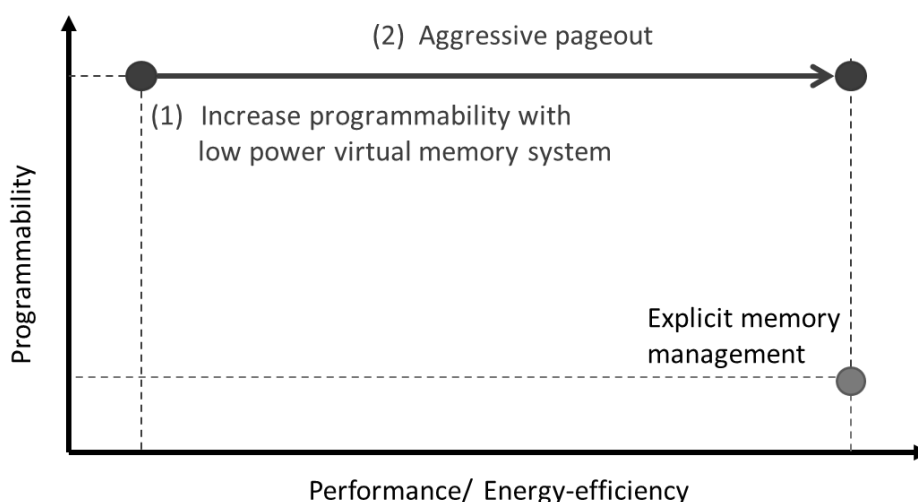 (2) Aggressive pageout
(1) Increase programmability with
low power virtual memory system
Programmability
Explicit memory
management
Performance/ Energy-efficiency